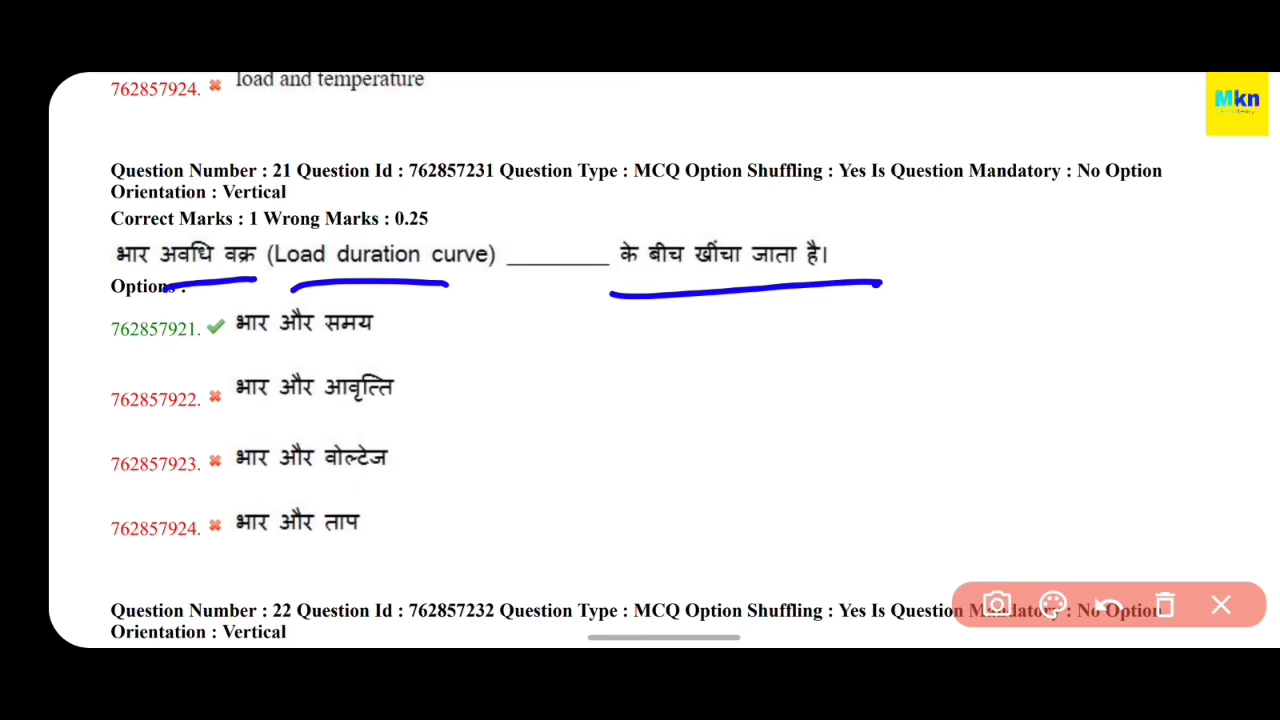 load and temperature
762857924.
Mkn
Question Number : 21 Question Id : 762857231 Question Type : MCQ Option Shuffling : Yes Is Question Mandatory : No Option
Orientation : Vertical
Correct Marks : 1 Wrong Marks : 0.25
भार अवधि वक्र (Load duration curve) _________ के बीच खींचा जाता है।
Options :
762857921. भार और समय
762857922. भार और आवृत्ति
762857923. भार और वोल्टेज
762857924. भार और ताप
Question Number : 22 Question Id : 762857232 Question Type : MCQ Option Shuffling : Yes Is Question Mandatory : No Option
Orientation : Vertical